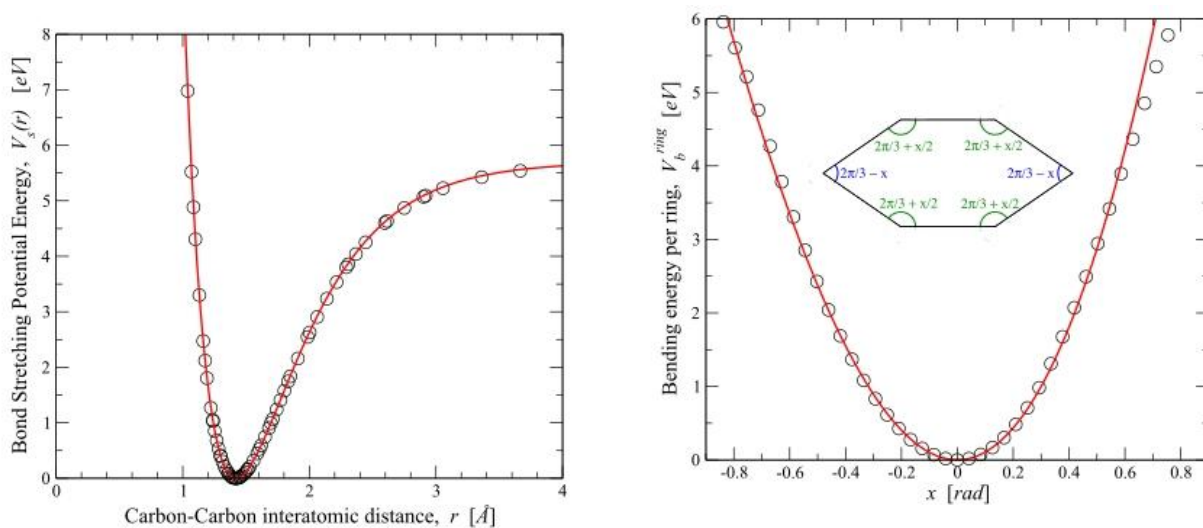 Bond Stretching Potential Energy, V_s(r) [eV]
8
7
6
5
4
3
2
1
0
0 1 2 3 4
Carbon-Carbon interatomic distance, r [Å]
Bending energy per ring, V_b^ring [eV]
6
5
4
3
2
1
0
2π/3 + x/2 2π/3 + x/2
2π/3 − x 2π/3 − x
2π/3 + x/2 2π/3 + x/2
-0.8 -0.6 -0.4 -0.2 0 0.2 0.4 0.6 0.8
x [rad]